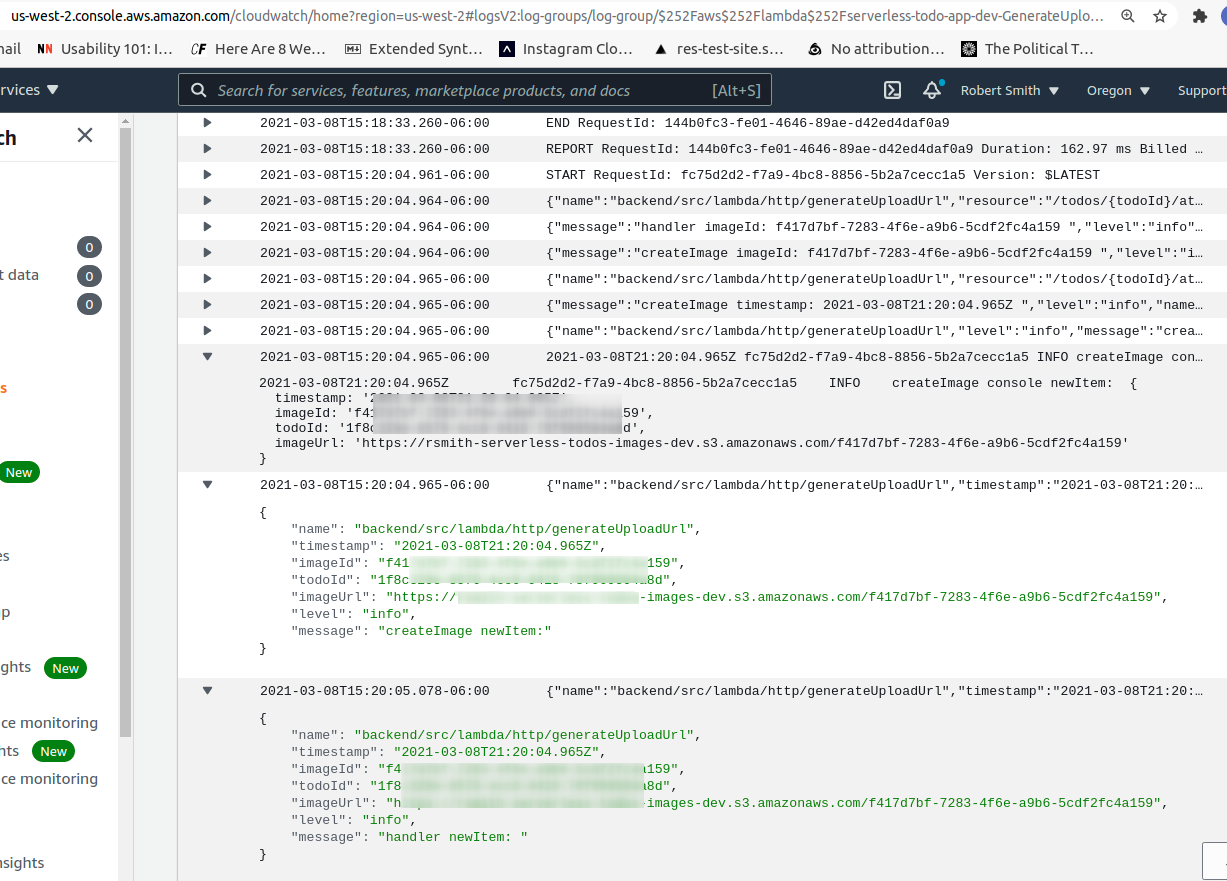 us-west-2.console.aws.amazon.com/cloudwatch/home?region=us-west-2#logsV2:log-groups/log-group/$252Faws$252Flambda$252Fserverless-todo-app-dev-GenerateUplo...
nail NN Usability 101: I... CF Here Are 8 We... Extended Synt... Instagram Clo... res-test-site.s... No attribution... The Political T...
rvices Search for services, features, marketplace products, and docs [Alt+S] Robert Smith Oregon Support
ch
2021-03-08T15:18:33.260-06:00 END RequestId: 144b0fc3-fe01-4646-89ae-d42ed4daf0a9
2021-03-08T15:18:33.260-06:00 REPORT RequestId: 144b0fc3-fe01-4646-89ae-d42ed4daf0a9 Duration: 162.97 ms Billed …
2021-03-08T15:20:04.961-06:00 START RequestId: fc75d2d2-f7a9-4bc8-8856-5b2a7cecc1a5 Version: $LATEST
2021-03-08T15:20:04.964-06:00 {"name":"backend/src/lambda/http/generateUploadUrl","resource":"/todos/{todoId}/at…
2021-03-08T15:20:04.964-06:00 {"message":"handler imageId: f417d7bf-7283-4f6e-a9b6-5cdf2fc4a159 ","level":"info"…
0
2021-03-08T15:20:04.964-06:00 {"message":"createImage imageId: f417d7bf-7283-4f6e-a9b6-5cdf2fc4a159 ","level":"i…
t data 0
2021-03-08T15:20:04.965-06:00 {"name":"backend/src/lambda/http/generateUploadUrl","resource":"/todos/{todoId}/at…
0
2021-03-08T15:20:04.965-06:00 {"message":"createImage timestamp: 2021-03-08T21:20:04.965Z ","level":"info","name…
2021-03-08T15:20:04.965-06:00 {"name":"backend/src/lambda/http/generateUploadUrl","level":"info","message":"crea…
2021-03-08T15:20:04.965-06:00 2021-03-08T21:20:04.965Z fc75d2d2-f7a9-4bc8-8856-5b2a7cecc1a5 INFO createImage con…
s
2021-03-08T21:20:04.965Z fc75d2d2-f7a9-4bc8-8856-5b2a7cecc1a5 INFO createImage console newItem: {
timestamp: '
imageId: 'f41 59',
todoId: '1f8 d',
imageUrl: 'https://rsmith-serverless-todos-images-dev.s3.amazonaws.com/f417d7bf-7283-4f6e-a9b6-5cdf2fc4a159'
}
New
2021-03-08T15:20:04.965-06:00 {"name":"backend/src/lambda/http/generateUploadUrl","timestamp":"2021-03-08T21:20:…
{
"name": "backend/src/lambda/http/generateUploadUrl",
"timestamp": "2021-03-08T21:20:04.965Z",
es
"imageId": "f41 159",
"todoId": "1f8c 8d",
"imageUrl": "https:// -images-dev.s3.amazonaws.com/f417d7bf-7283-4f6e-a9b6-5cdf2fc4a159",
p
"level": "info",
"message": "createImage newItem:"
}
ghts New
2021-03-08T15:20:05.078-06:00 {"name":"backend/src/lambda/http/generateUploadUrl","timestamp":"2021-03-08T21:20:…
{
ce monitoring
"name": "backend/src/lambda/http/generateUploadUrl",
hts New
"timestamp": "2021-03-08T21:20:04.965Z",
"imageId": "f4 159",
ce monitoring
"todoId": "1f8 a8d",
"imageUrl": "h -images-dev.s3.amazonaws.com/f417d7bf-7283-4f6e-a9b6-5cdf2fc4a159",
"level": "info",
"message": "handler newItem: "
}
nsights